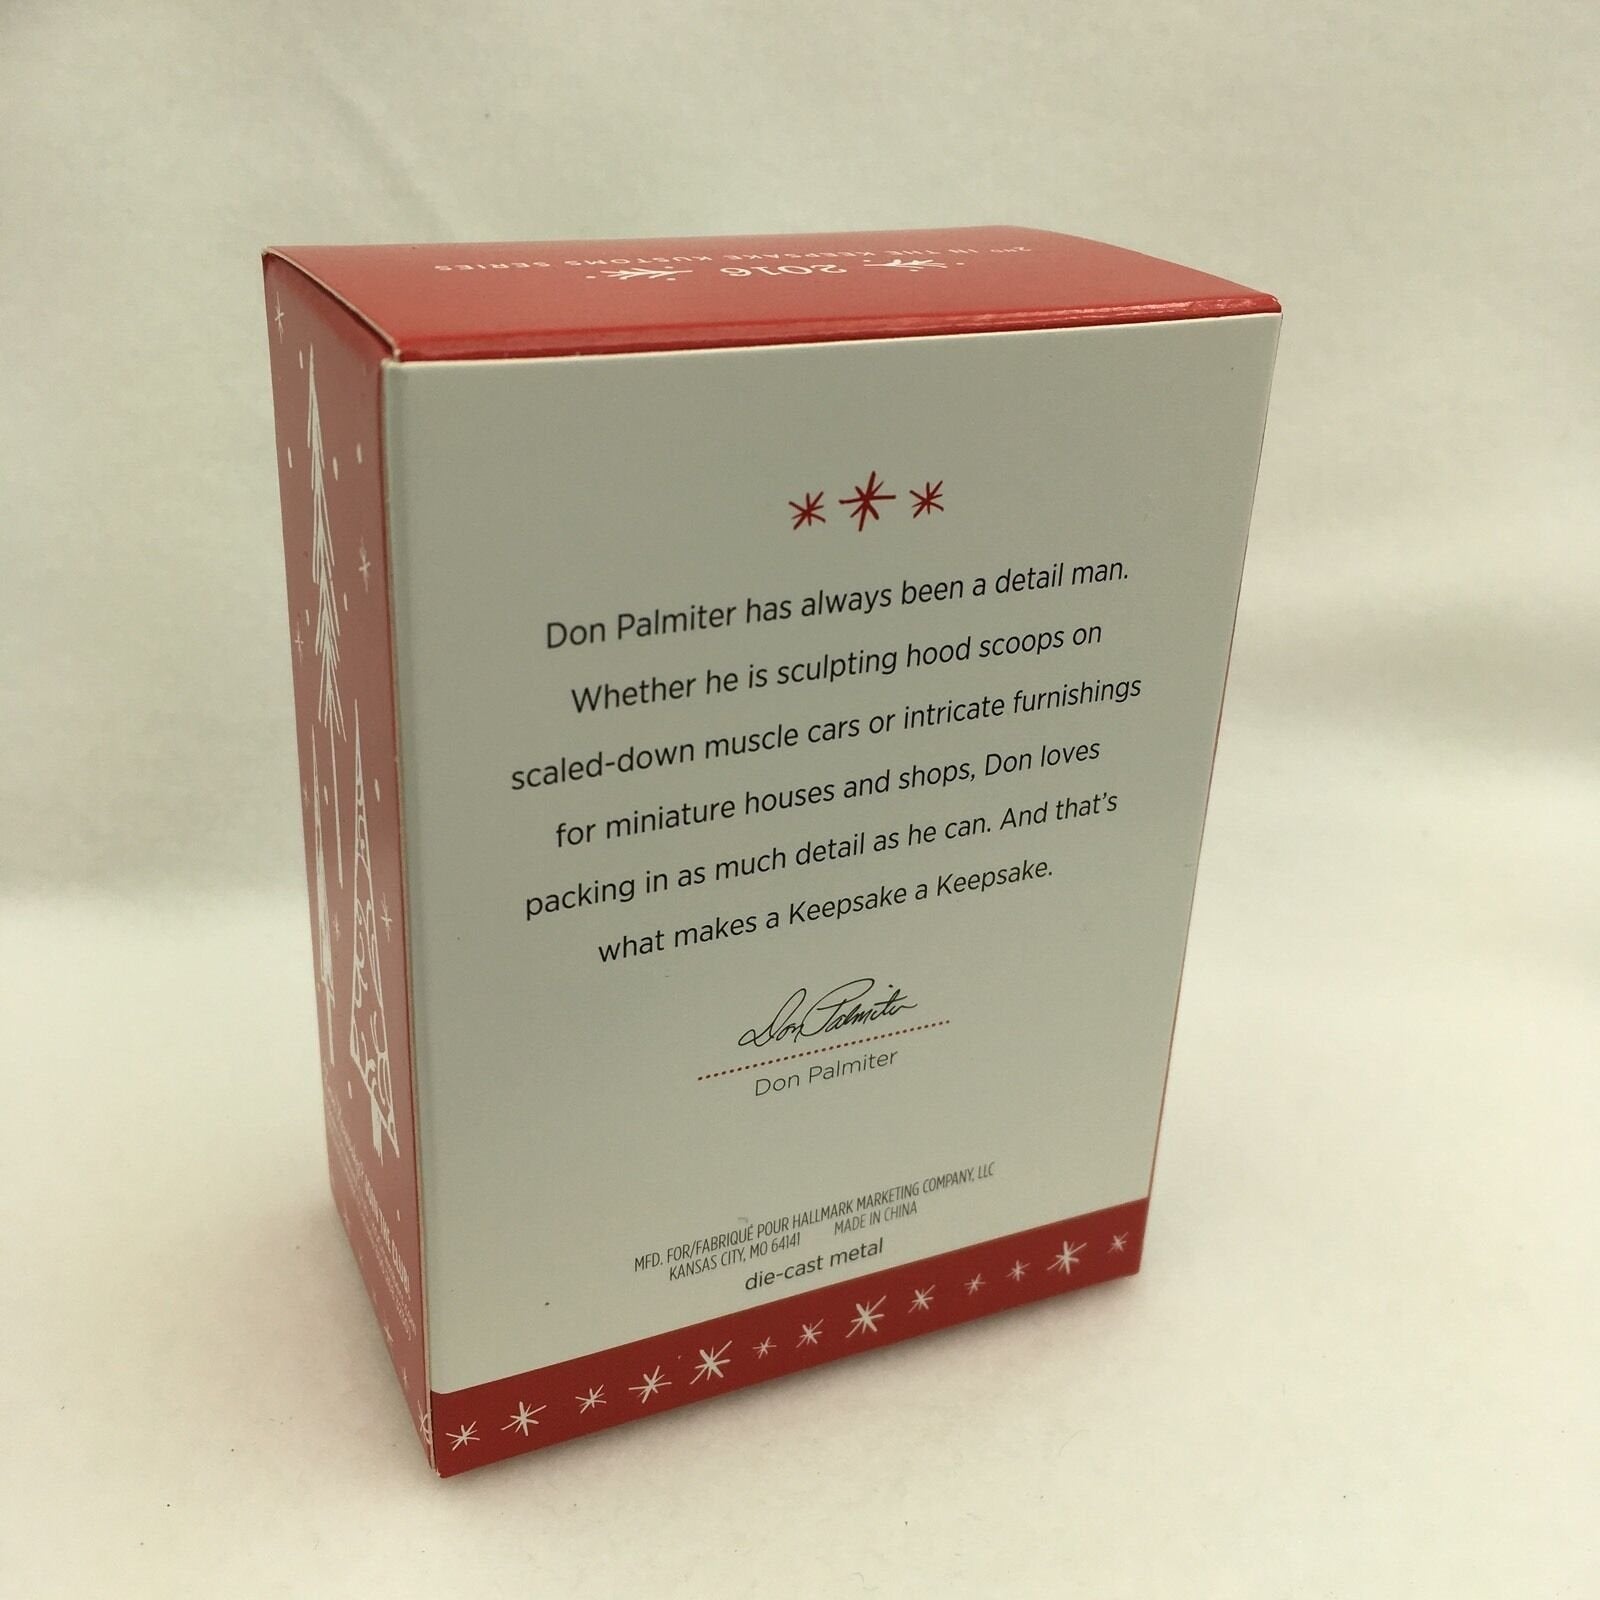 2ND IN THE KEEPSAKE KUSTOMS SERIES
2016
Don Palmiter has always been a detail man.
Whether he is sculpting hood scoops on
scaled-down muscle cars or intricate furnishings
for miniature houses and shops, Don loves
packing in as much detail as he can. And that's
what makes a Keepsake a Keepsake.
Don Palmiter
Don Palmiter
MFD. FOR/FABRIQUÉ POUR HALLMARK MARKETING COMPANY, LLC
KANSAS CITY, MO 64141 MADE IN CHINA
die-cast metal
JOIN THE CLUB!